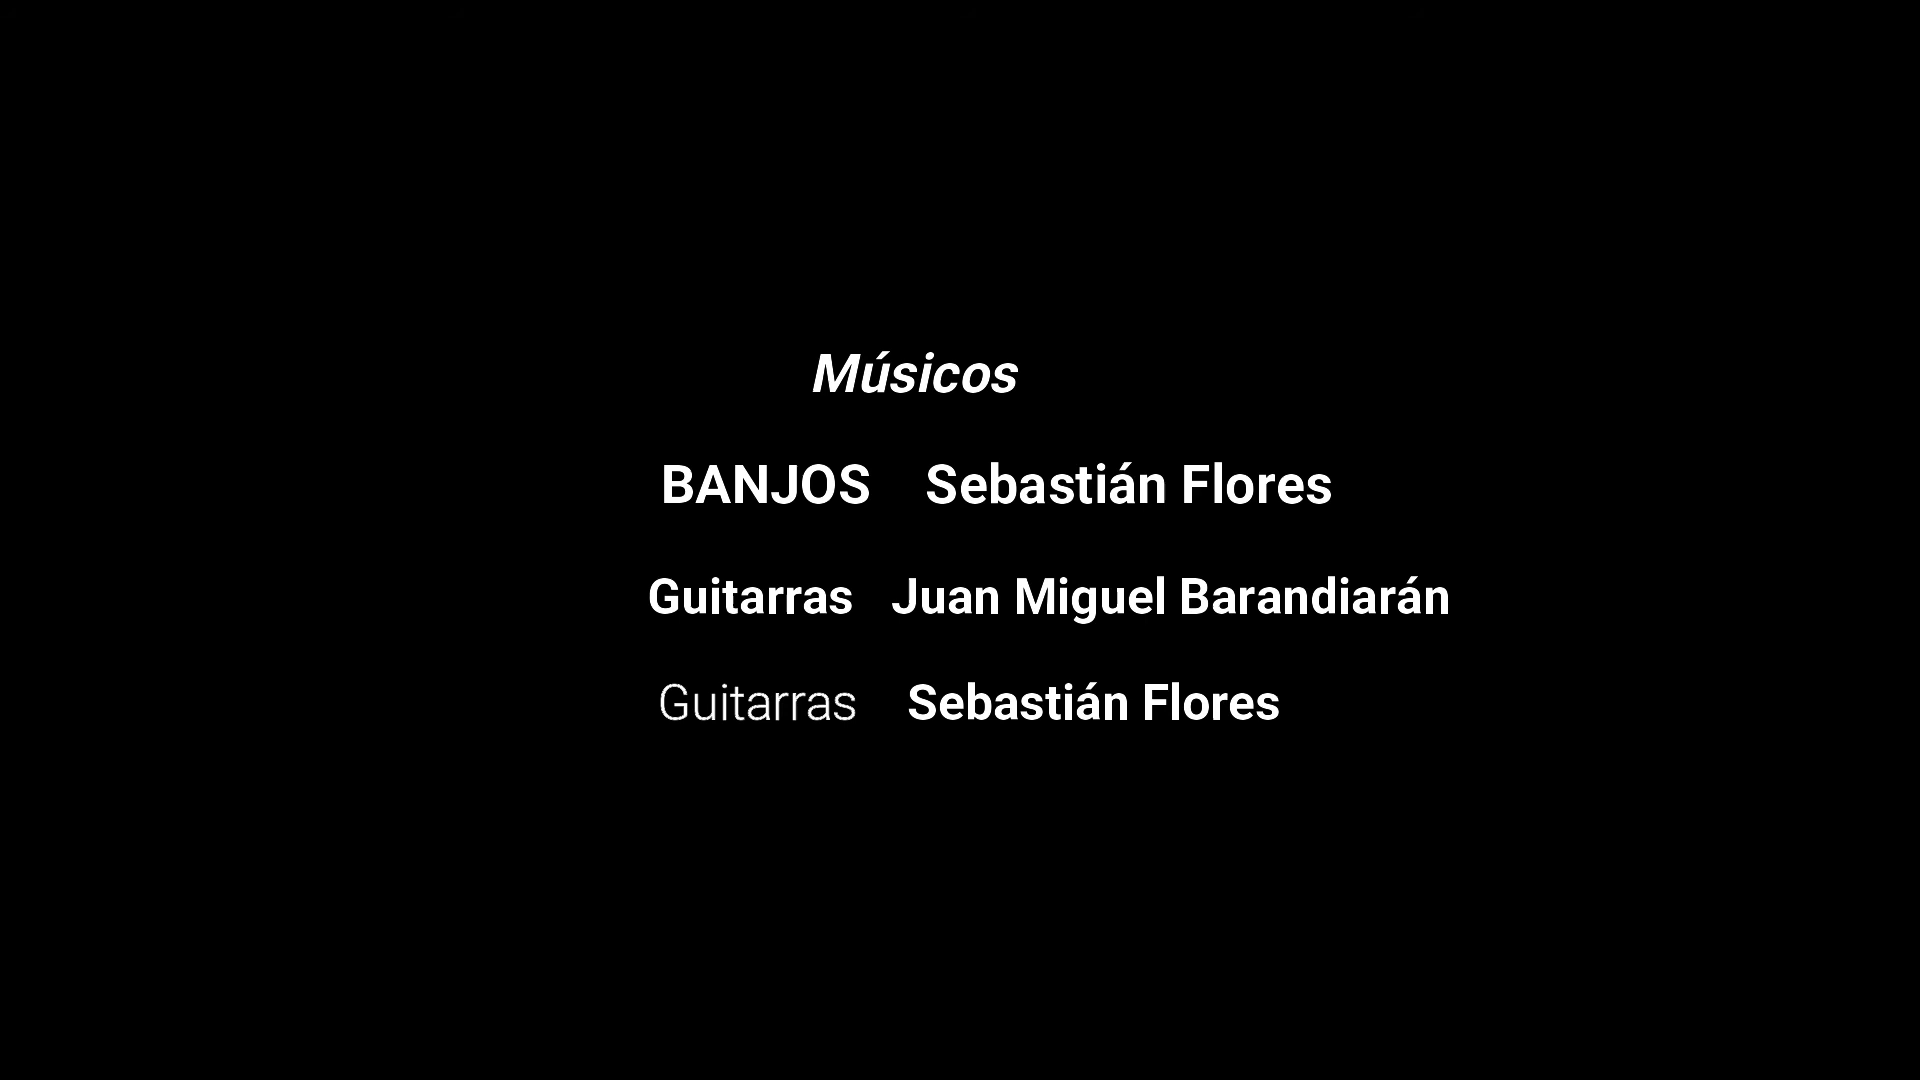 Músicos
BANJOS Sebastián Flores
Guitarras Juan Miguel Barandiarán
Guitarras Sebastián Flores